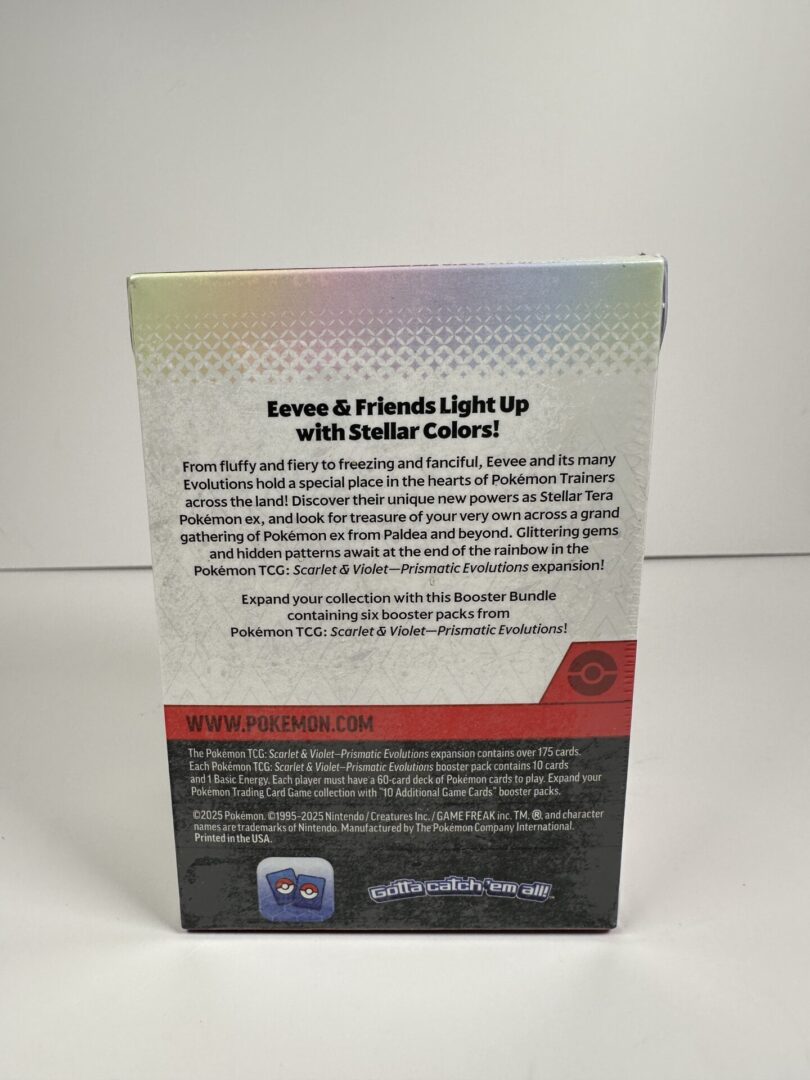 Eevee & Friends Light Up
with Stellar Colors!
From fluffy and fiery to freezing and fanciful, Eevee and its many
Evolutions hold a special place in the hearts of Pokémon Trainers
across the land! Discover their unique new powers as Stellar Tera
Pokémon ex, and look for treasure of your very own across a grand
gathering of Pokémon ex from Paldea and beyond. Glittering gems
and hidden patterns await at the end of the rainbow in the
Pokémon TCG: Scarlet & Violet—Prismatic Evolutions expansion!
Expand your collection with this Booster Bundle
containing six booster packs from
Pokémon TCG: Scarlet & Violet—Prismatic Evolutions!
WWW.POKEMON.COM
The Pokémon TCG: Scarlet & Violet—Prismatic Evolutions expansion contains over 175 cards.
Each Pokémon TCG: Scarlet & Violet—Prismatic Evolutions booster pack contains 10 cards
and 1 Basic Energy. Each player must have a 60-card deck of Pokémon cards to play. Expand your
Pokémon Trading Card Game collection with "10 Additional Game Cards" booster packs.
©2025 Pokémon. ©1995–2025 Nintendo / Creatures Inc. / GAME FREAK inc. TM, ®, and character
names are trademarks of Nintendo. Manufactured by The Pokémon Company International.
Printed in the USA.
Gotta catch 'em all!